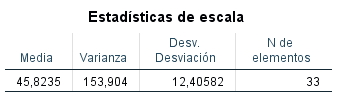 Estadísticas de escala
Media Varianza Desv. Desviación N de elementos
45,8235 153,904 12,40582 33